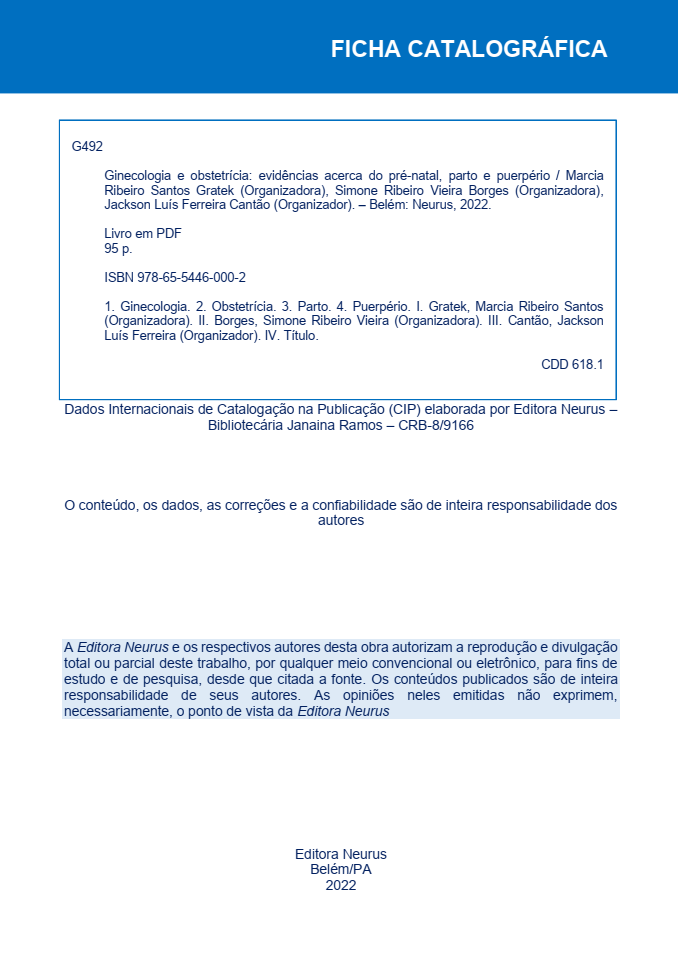 FICHA CATALOGRÁFICA
G492
Ginecologia e obstetrícia: evidências acerca do pré-natal, parto e puerpério / Marcia
Ribeiro Santos Gratek (Organizadora), Simone Ribeiro Vieira Borges (Organizadora),
Jackson Luís Ferreira Cantão (Organizador). – Belém: Neurus, 2022.
Livro em PDF
95 p.
ISBN 978-65-5446-000-2
1. Ginecologia. 2. Obstetrícia. 3. Parto. 4. Puerpério. I. Gratek, Marcia Ribeiro Santos
(Organizadora). II. Borges, Simone Ribeiro Vieira (Organizadora). III. Cantão, Jackson
Luís Ferreira (Organizador). IV. Título.
CDD 618.1
Dados Internacionais de Catalogação na Publicação (CIP) elaborada por Editora Neurus –
Bibliotecária Janaina Ramos – CRB-8/9166
O conteúdo, os dados, as correções e a confiabilidade são de inteira responsabilidade dos
autores
A Editora Neurus e os respectivos autores desta obra autorizam a reprodução e divulgação
total ou parcial deste trabalho, por qualquer meio convencional ou eletrônico, para fins de
estudo e de pesquisa, desde que citada a fonte. Os conteúdos publicados são de inteira
responsabilidade de seus autores. As opiniões neles emitidas não exprimem,
necessariamente, o ponto de vista da Editora Neurus
Editora Neurus
Belém/PA
2022